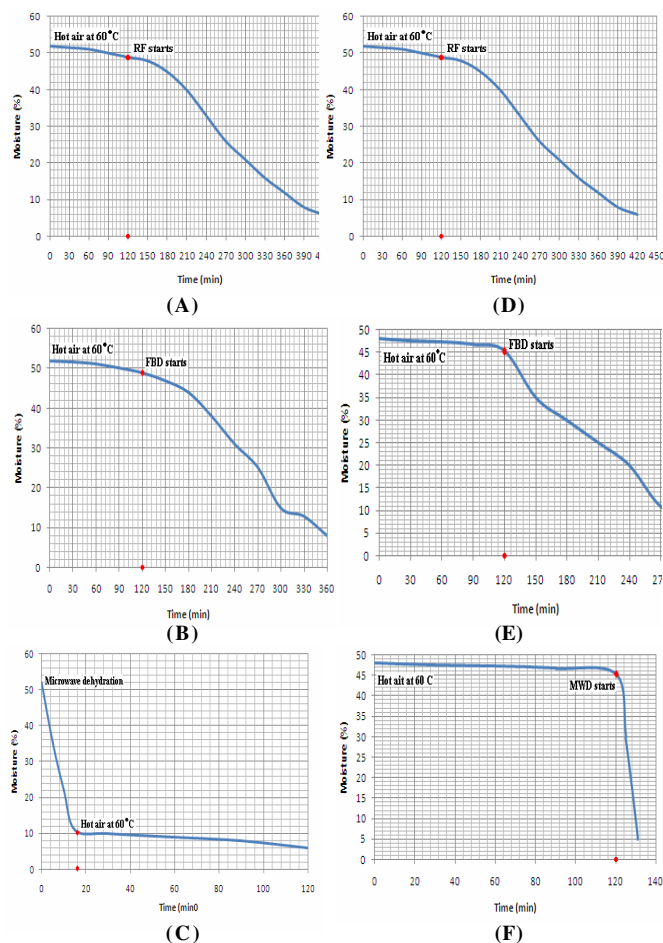 60
Hot air at 60°C
50
RF starts
40
30
20
10
0
Moisture (%)
0 30 60 90 120 150 180 210 240 270 300 330 360 390 4
Time (min)
(A)
60
Hot air at 60°C
50
RF starts
40
30
20
10
0
Moisture (%)
0 30 60 90 120 150 180 210 240 270 300 330 360 390 420 450
Time (min)
(D)
60
Hot air at 60°C
50
FBD starts
40
30
20
10
0
Moisture (%)
0 30 60 90 120 150 180 210 240 270 300 330 360
Time (min)
(B)
50
FBD starts
45
Hot air at 60°C
40
35
30
25
20
15
10
5
0
Moisture (%)
0 30 60 90 120 150 180 210 240 270
Time (min)
(E)
60
Microwave dehydration
50
40
30
20
10
Hot air at 60°C
0
Moisture (%)
0 20 40 60 80 100 120
Time (min0
(C)
50
45
Hot ait at 60 C
MWD starts
40
35
30
25
20
15
10
5
0
Moisture (%)
0 20 40 60 80 100 120 140
Time (min)
(F)